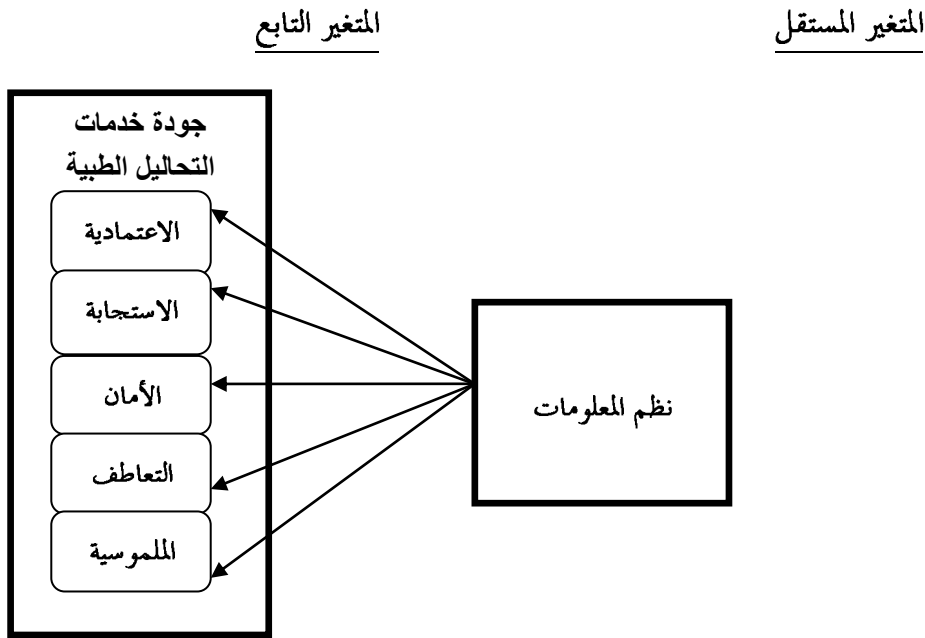 المتغير المستقل
المتغير التابع
جودة خدمات
التحاليل الطبية
الاعتمادية
الاستجابة
الأمان
التعاطف
الملموسية
نظم المعلومات